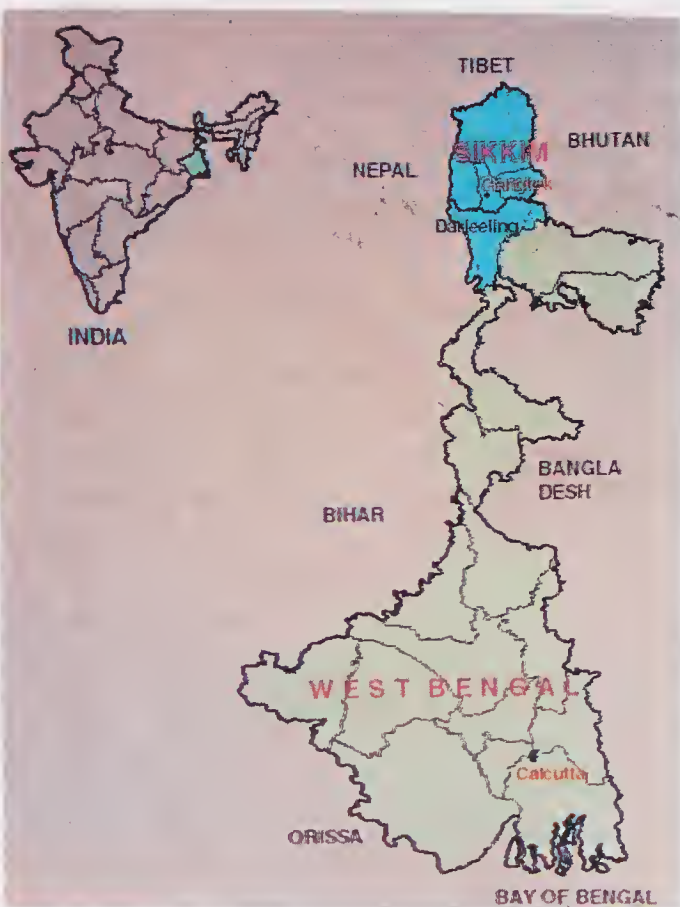 TIBET
SIKKIM
BHUTAN
NEPAL
Gangtok
Darjeeling
INDIA
BANGLA
DESH
BIHAR
WEST BENGAL
Calcutta
ORISSA
BAY OF BENGAL